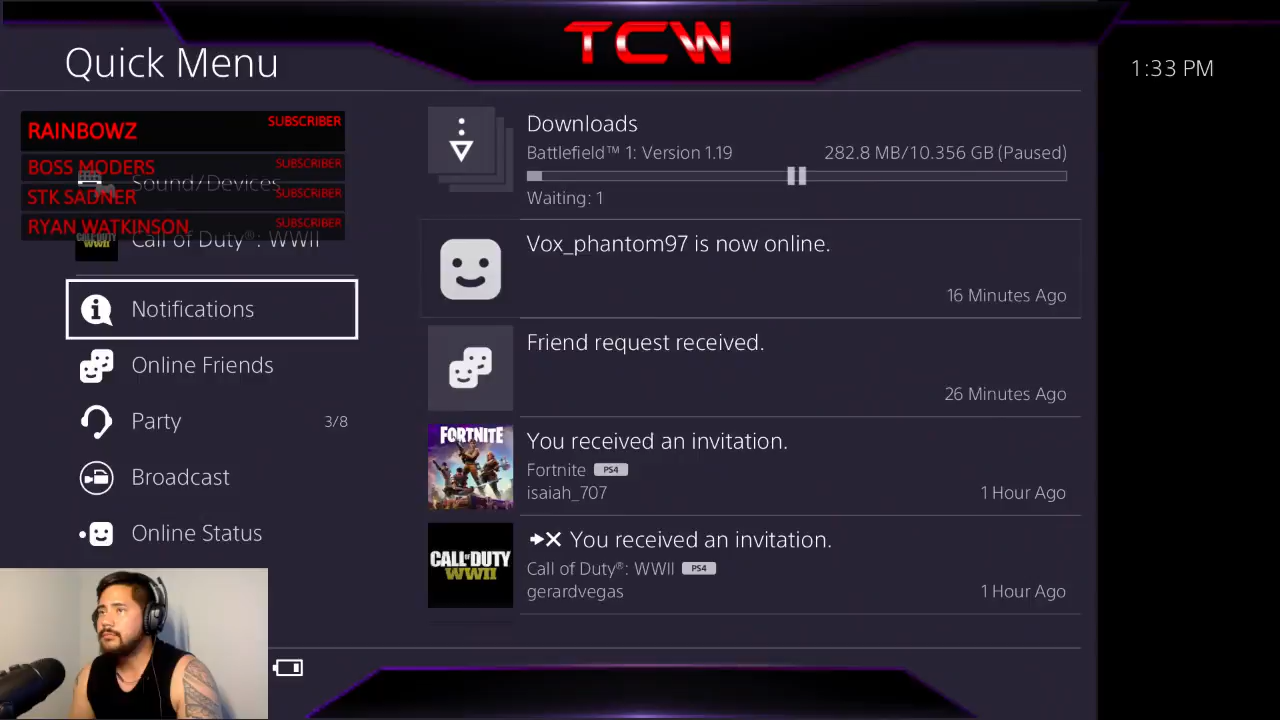 TCW
Quick Menu
1:33 PM
RAINBOWZ SUBSCRIBER
BOSS MODERS SUBSCRIBER
Sound/Devices
STK SADNER SUBSCRIBER
RYAN WATKINSON SUBSCRIBER
Call of Duty®: WWII
Notifications
Online Friends
Party 3/8
Broadcast
Online Status
Downloads
Battlefield™ 1: Version 1.19 282.8 MB/10.356 GB (Paused)
Waiting: 1
Vox_phantom97 is now online.
16 Minutes Ago
Friend request received.
26 Minutes Ago
FORTNITE
You received an invitation.
Fortnite PS4
isaiah_707 1 Hour Ago
CALL OF DUTY
WWII
You received an invitation.
Call of Duty®: WWII PS4
gerardvegas 1 Hour Ago